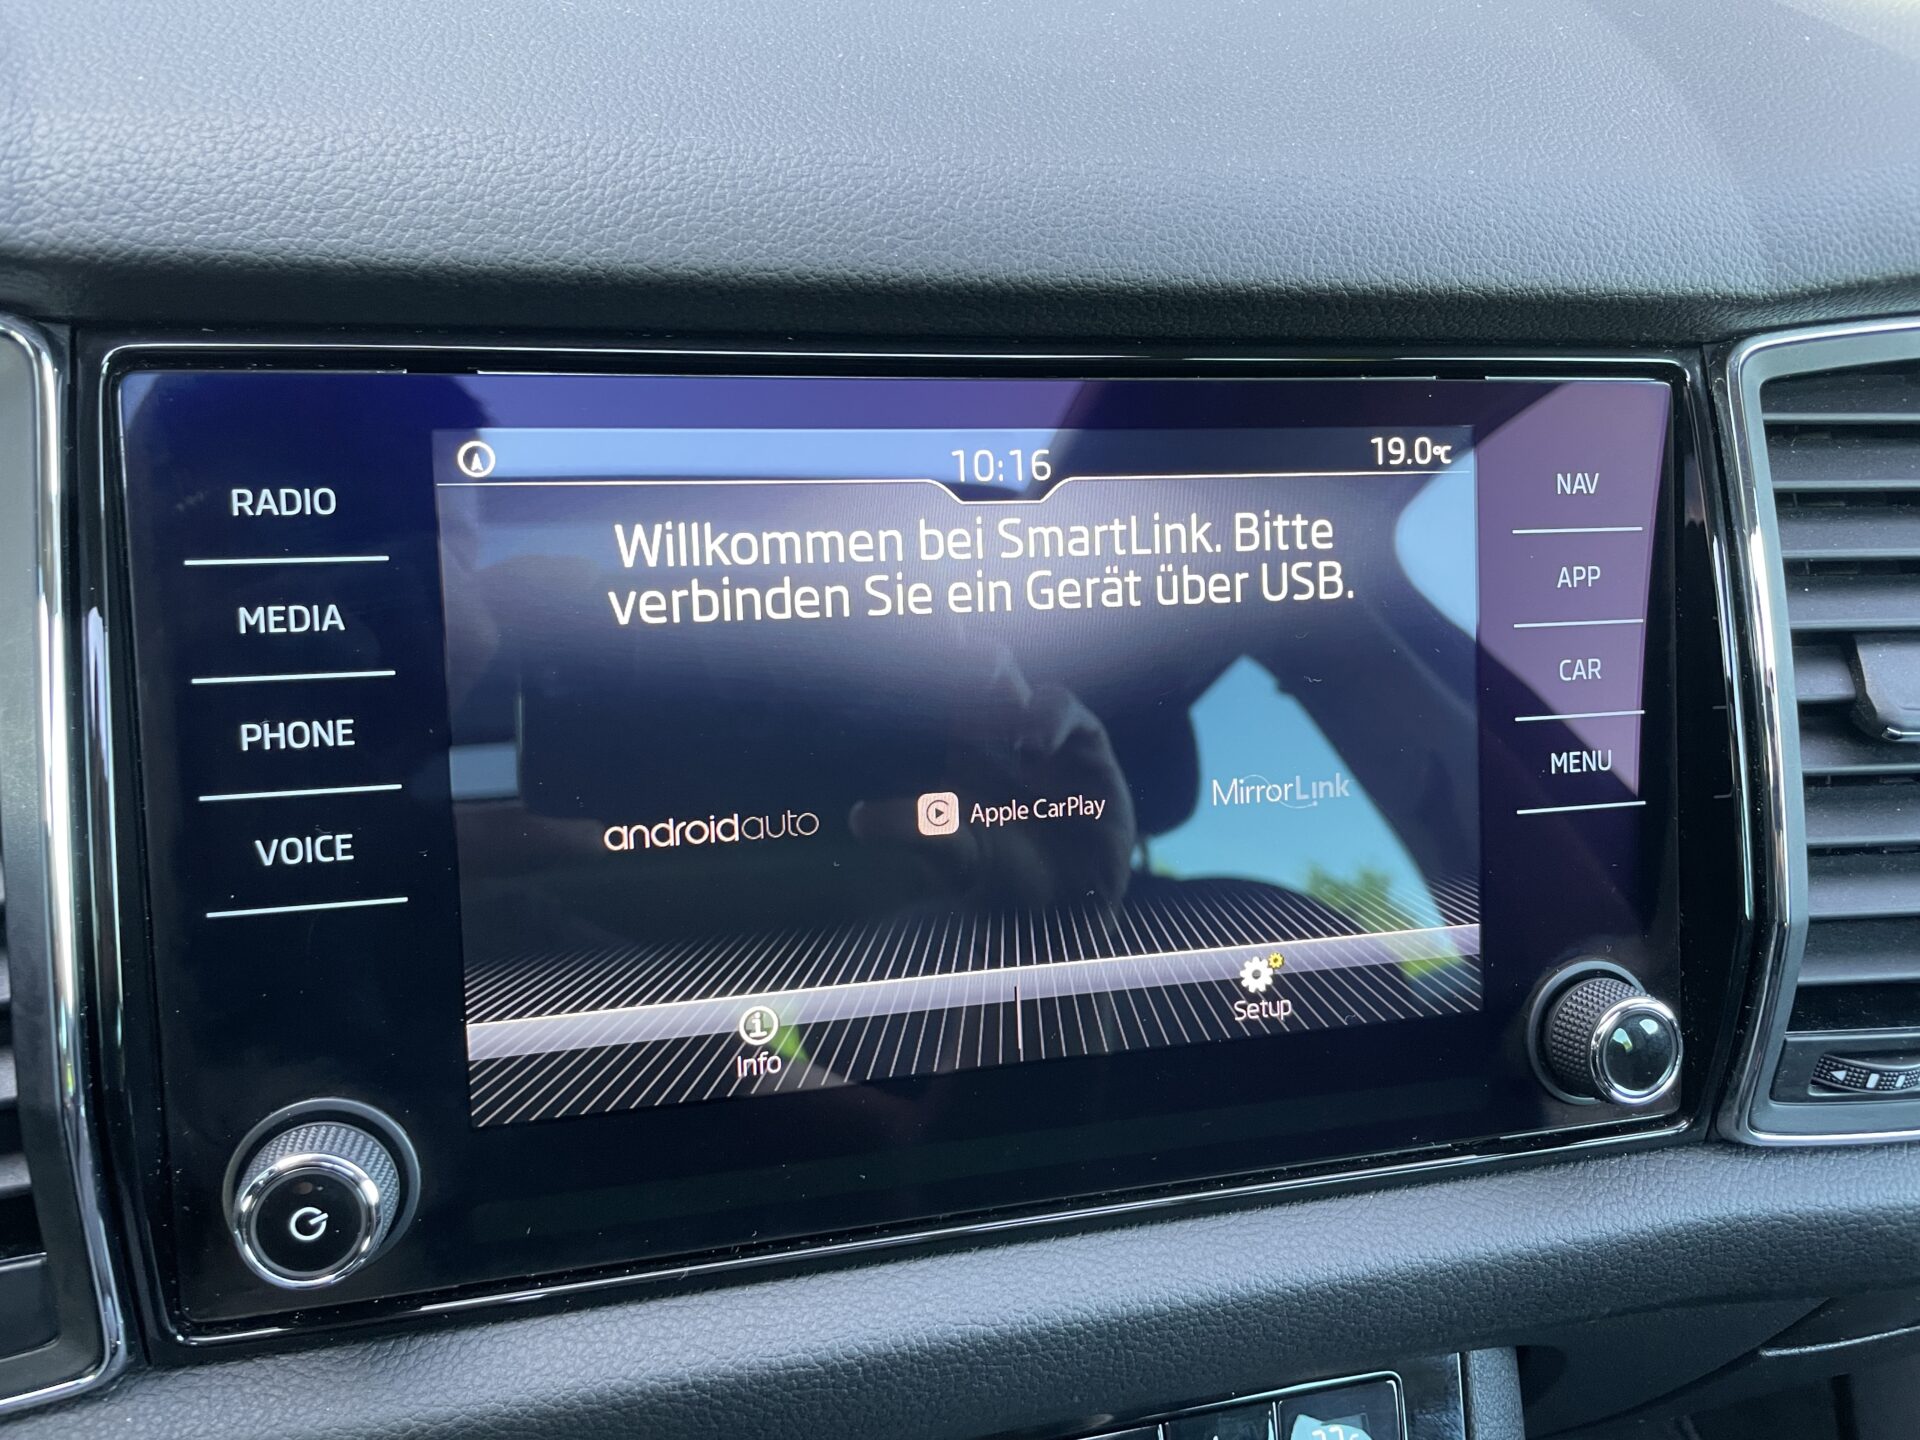 10:16
19.0°C
RADIO
MEDIA
PHONE
VOICE
Willkommen bei SmartLink. Bitte
verbinden Sie ein Gerät über USB.
androidauto
Apple CarPlay
MirrorLink
Info
Setup
NAV
APP
CAR
MENU